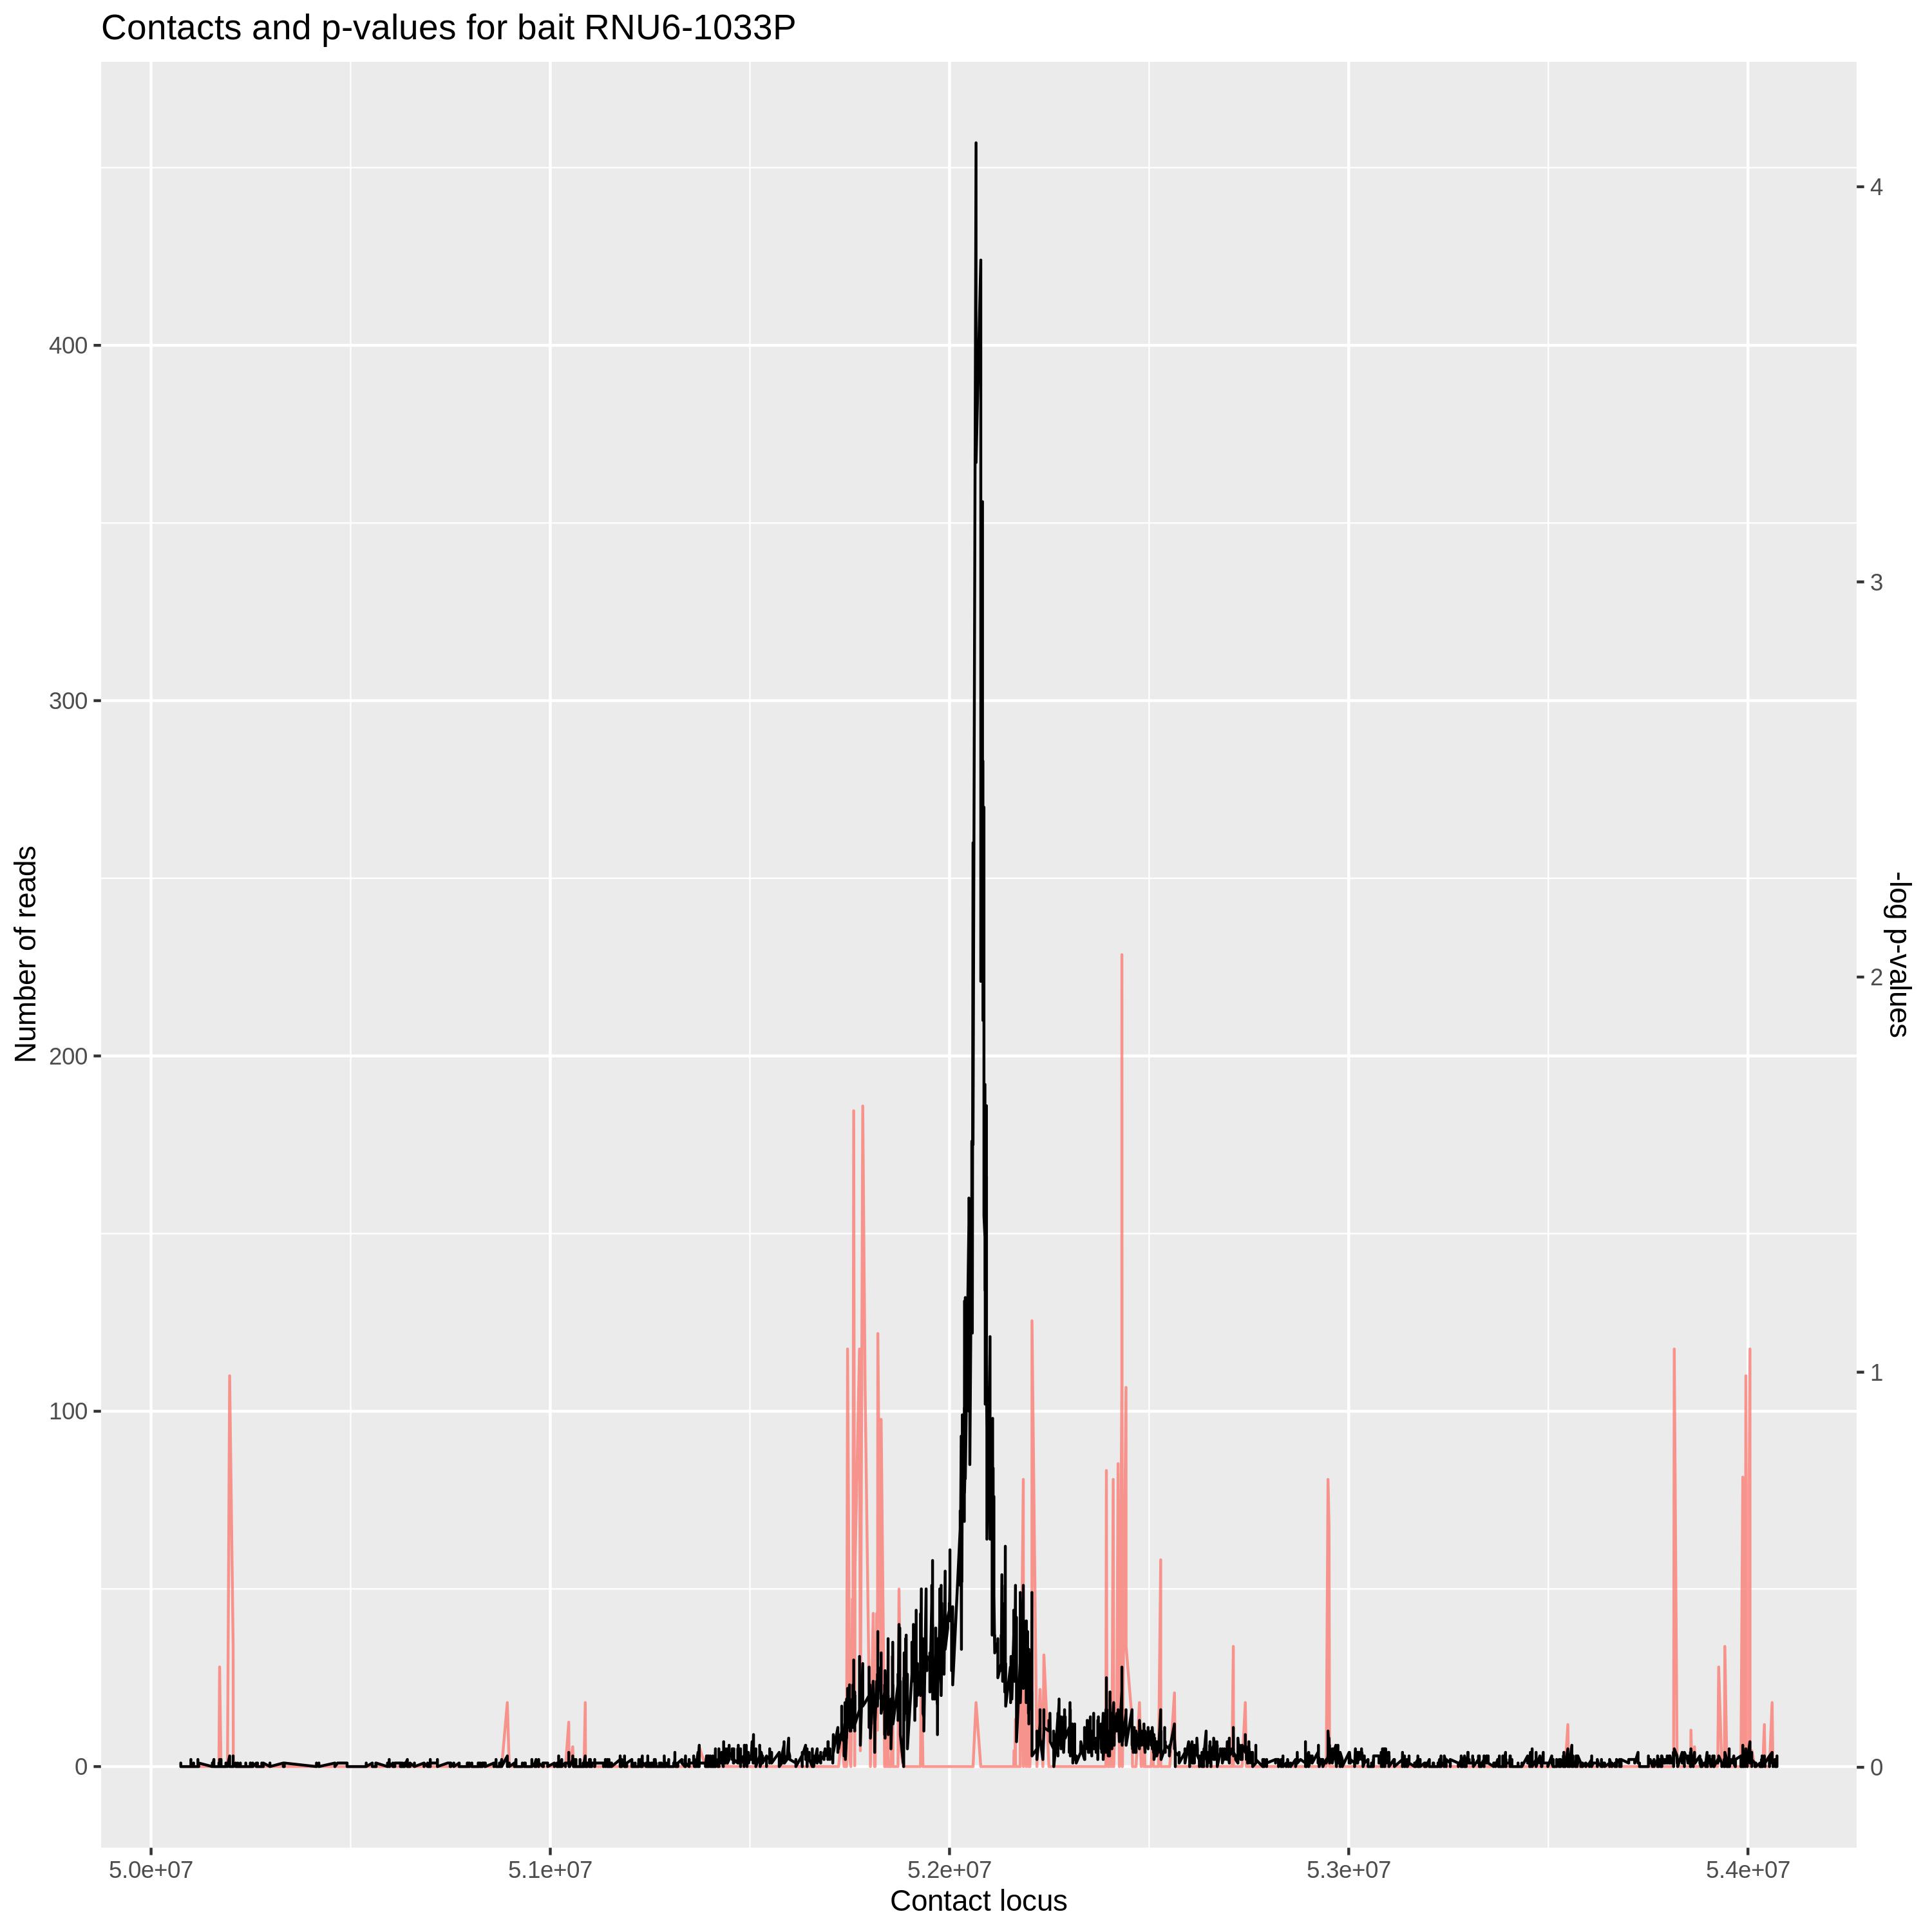 Contacts and p-values for bait RNU6-1033P
Number of reads
400
300
200
100
0
4
3
2
1
0
-log p-values
5.0e+07
5.1e+07
5.2e+07
5.3e+07
5.4e+07
Contact locus